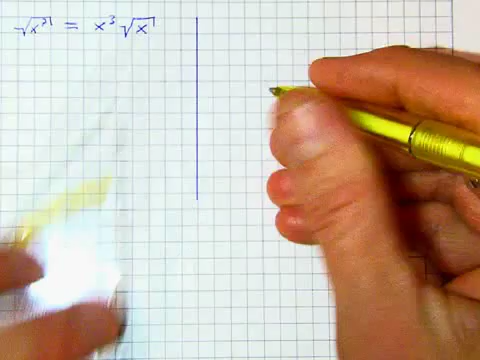 √x⁷ = x³√x